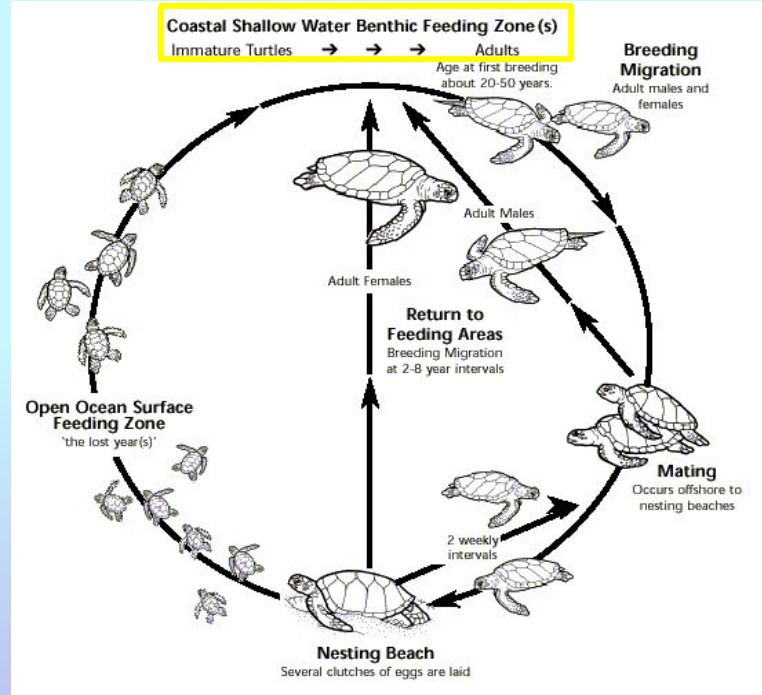 Coastal Shallow Water Benthic Feeding Zone (s)
Immature Turtles → → → Adults
Age at first breeding
about 20-50 years.
Breeding
Migration
Adult males and
females
Adult Males
Adult Females
Return to
Feeding Areas
Breeding Migration
at 2-8 year intervals
Open Ocean Surface
Feeding Zone
'the lost year(s)'
Mating
Occurs offshore to
nesting beaches
2 weekly
intervals
Nesting Beach
Several clutches of eggs are laid